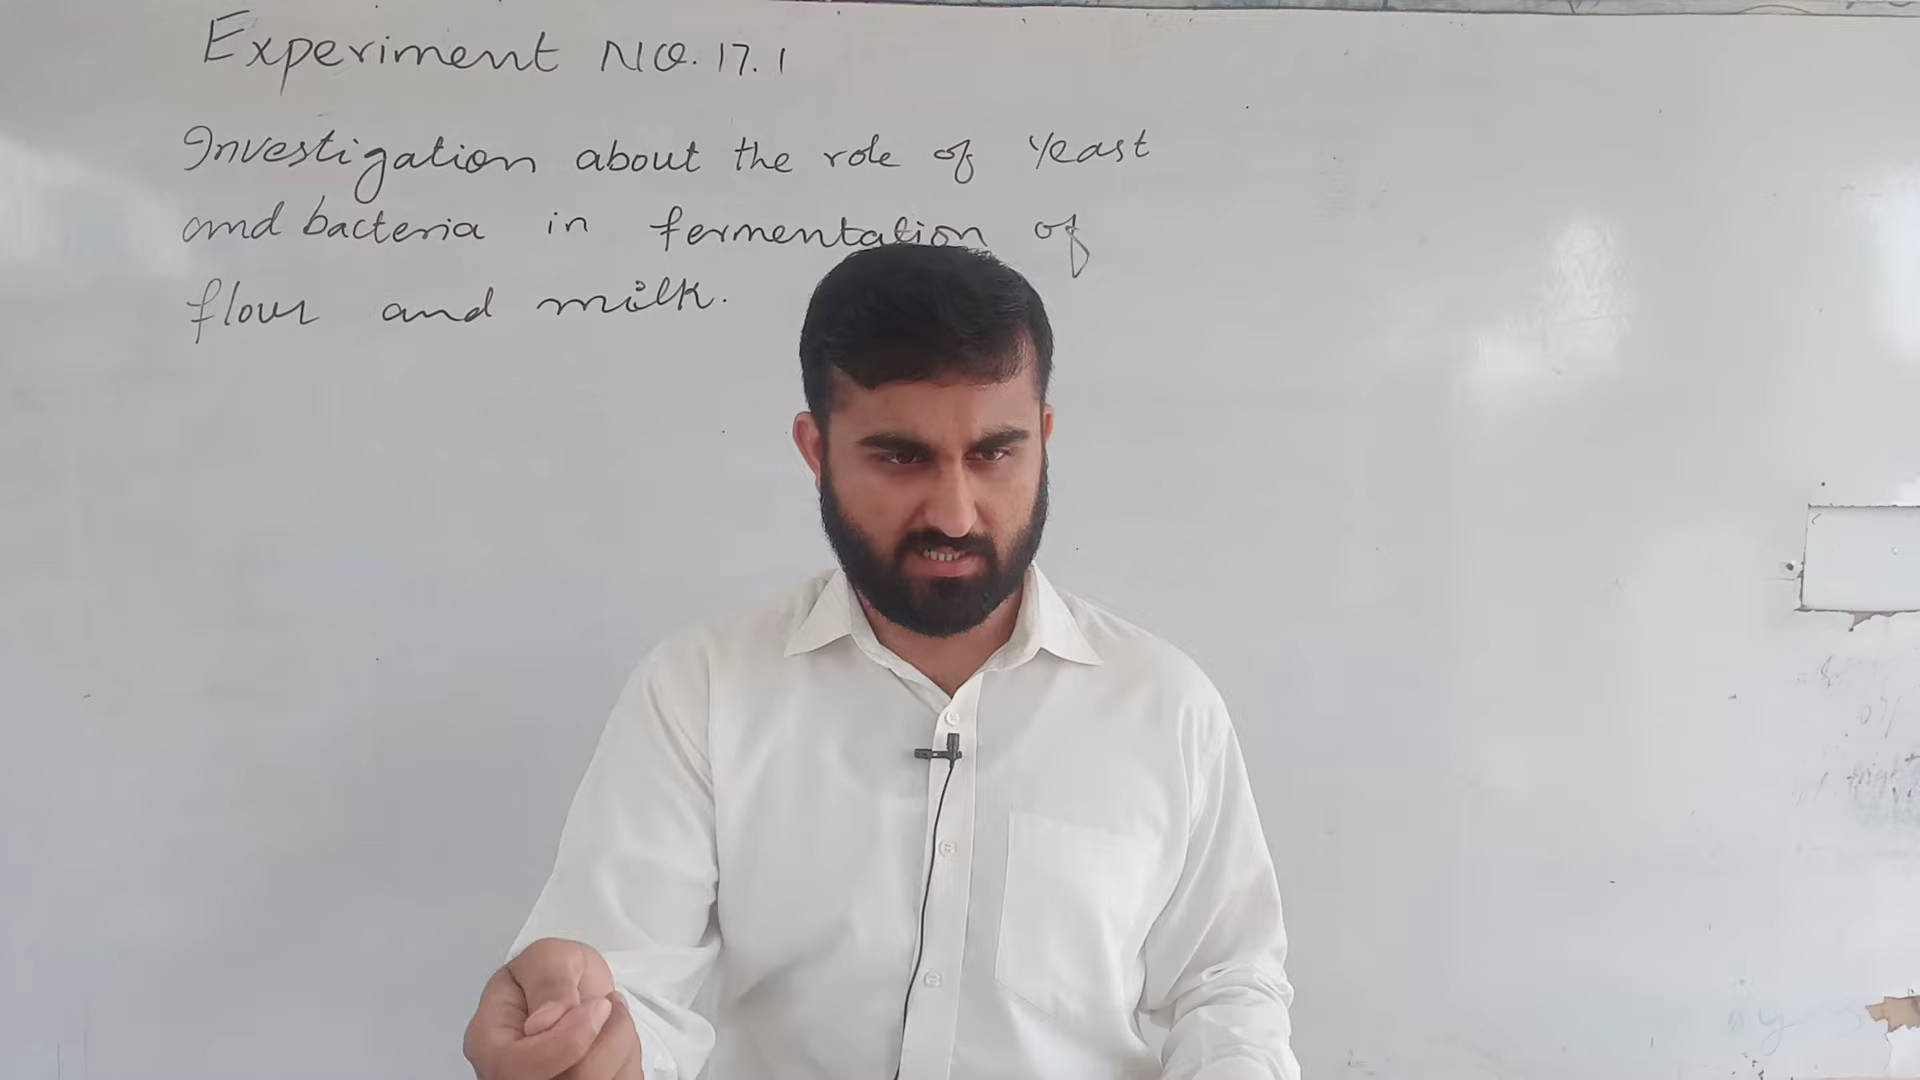 Experiment NO. 17.1
Investigation about the role of Yeast
and bacteria in fermentation of
flour and milk.